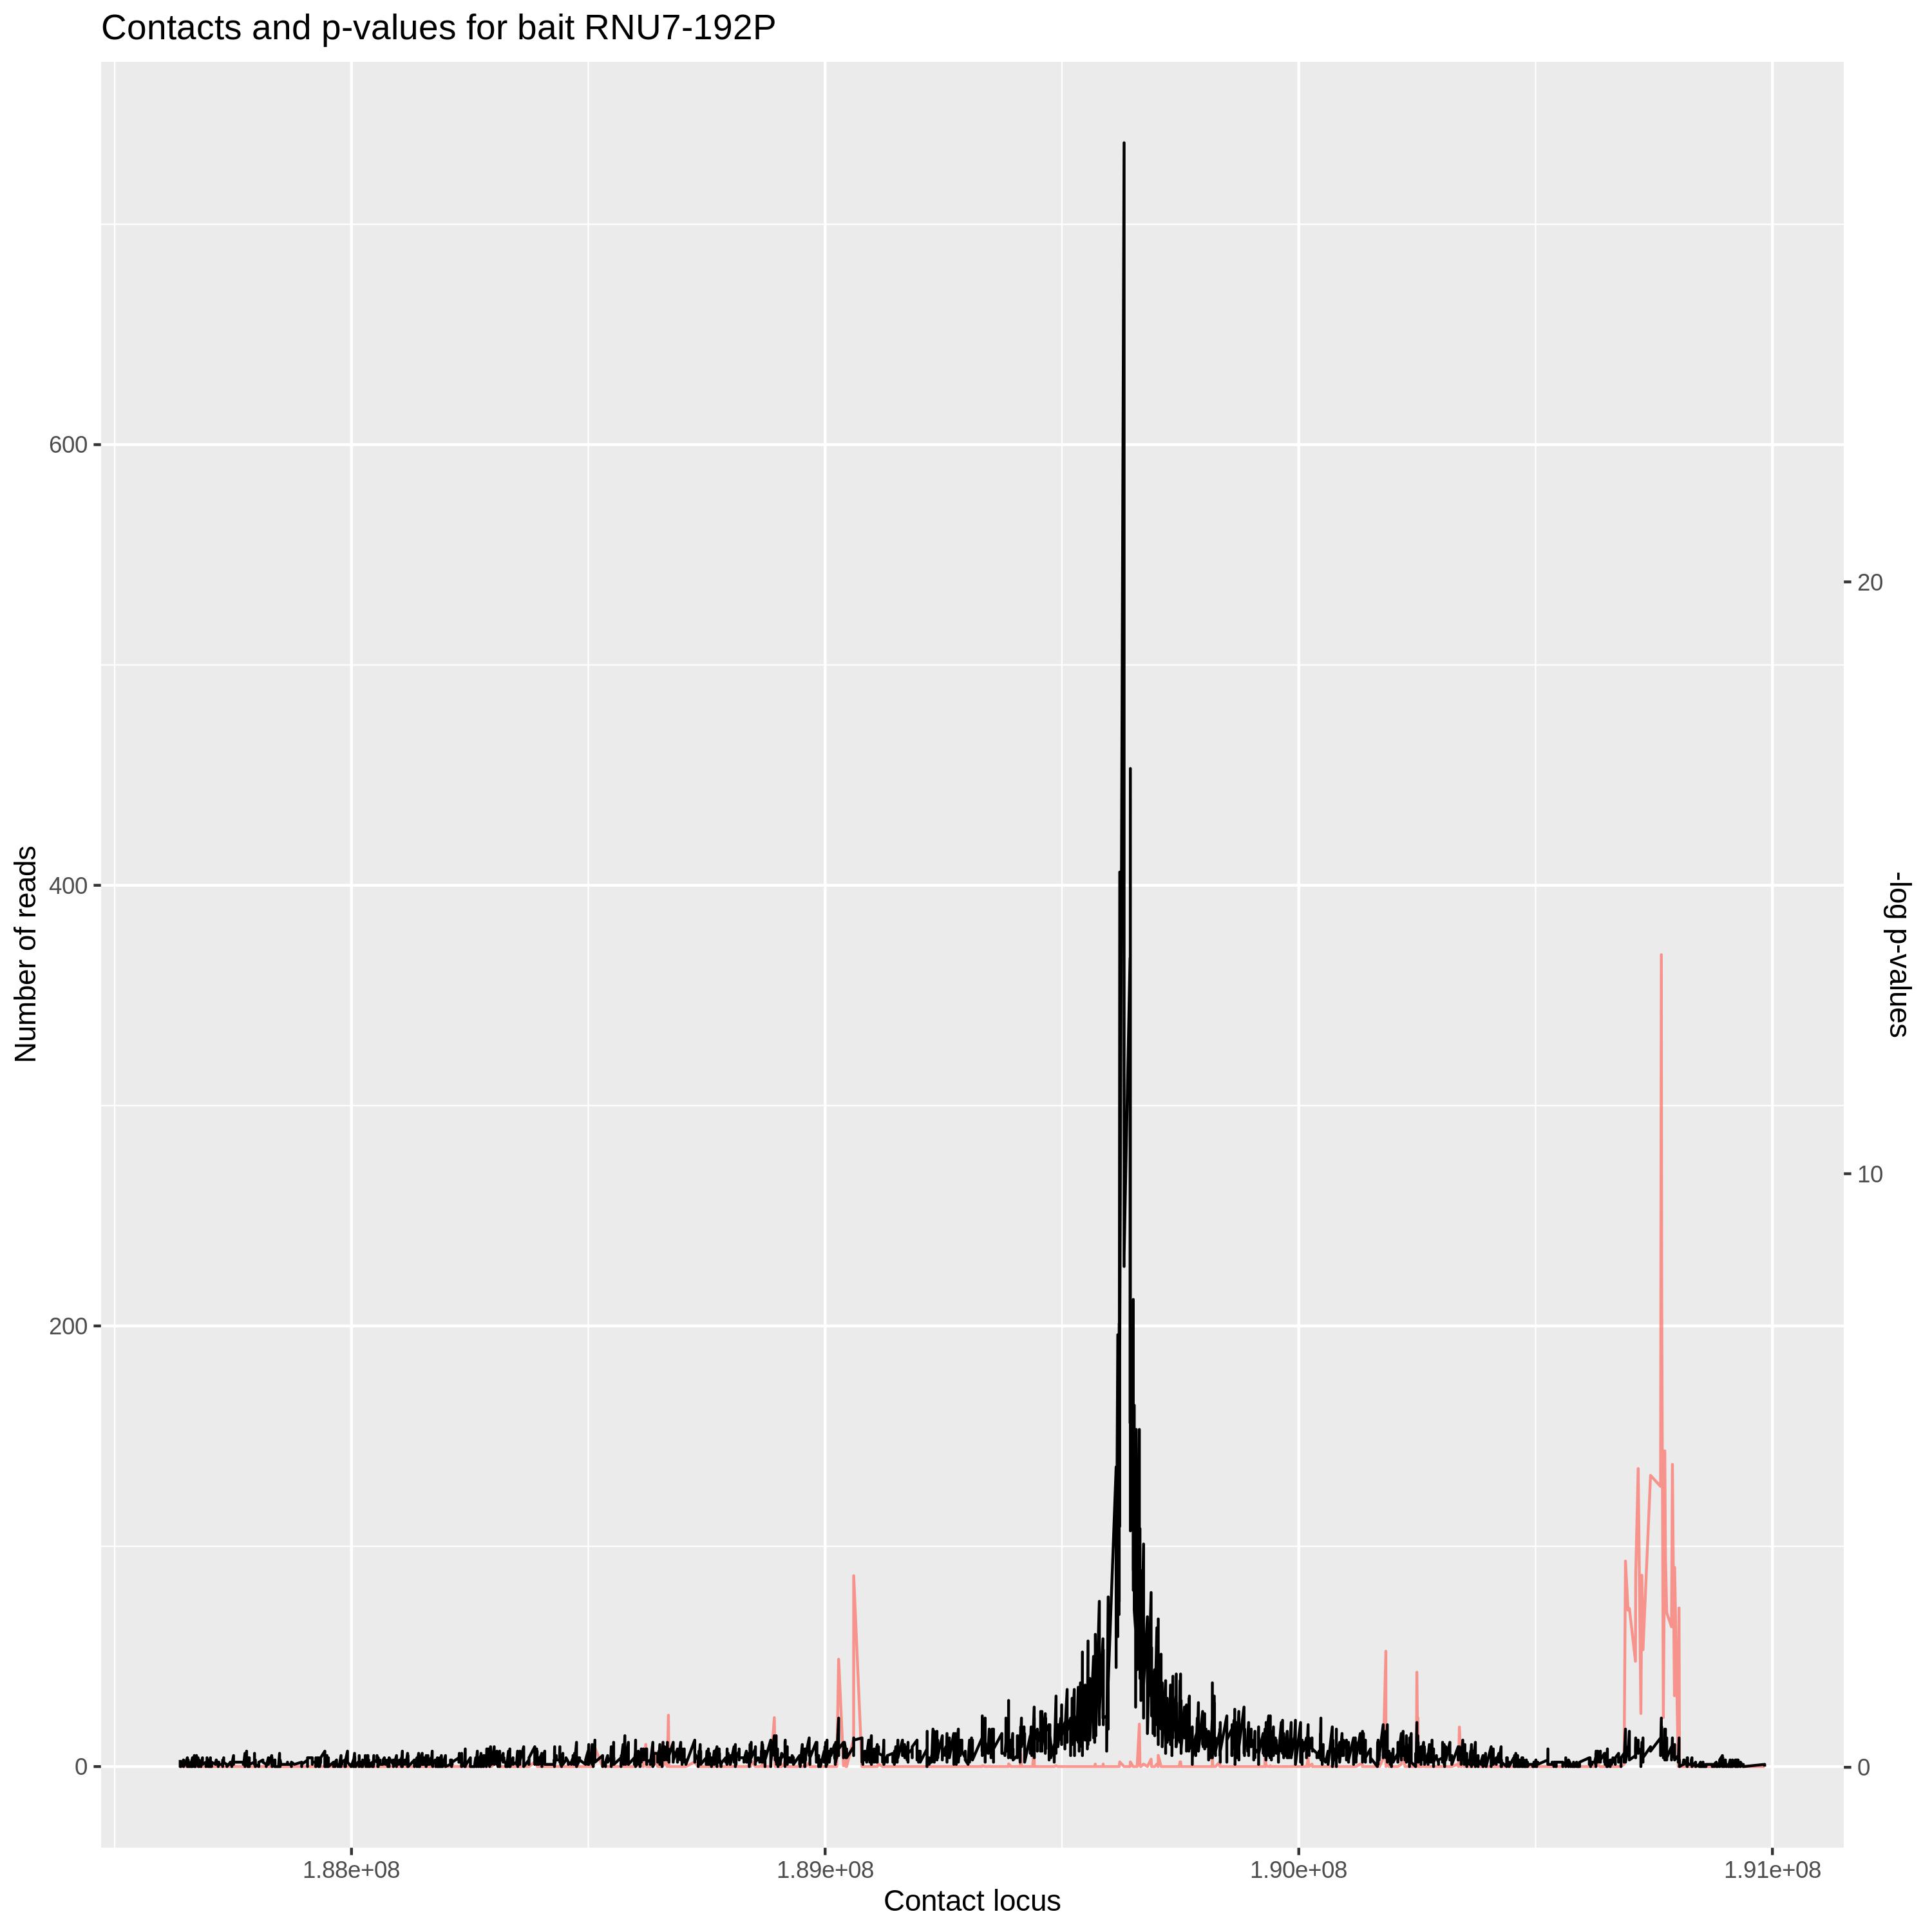 Contacts and p-values for bait RNU7-192P
600
400
200
0
Number of reads
20
10
0
-log p-values
1.88e+08
1.89e+08
1.90e+08
1.91e+08
Contact locus